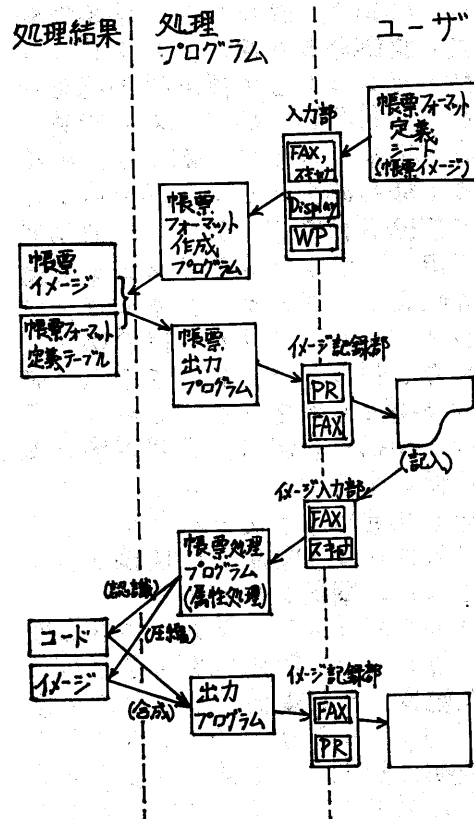 処理結果
処理
プログラム
ユーザ
入力部
FAX,
スキャナ
Display
WP
帳票フォーマット
定義
シート
(帳票イメージ)
帳票
フォーマット
作成
プログラム
帳票
イメージ
帳票フォーマット
定義テーブル
帳票
出力
プログラム
イメージ記録部
PR
FAX
(記入)
イメージ入力部
FAX
スキャナ
帳票処理
プログラム
(属性処理)
(認識)
(圧縮)
コード
イメージ
(合成)
出力
プログラム
イメージ記録部
FAX
PR